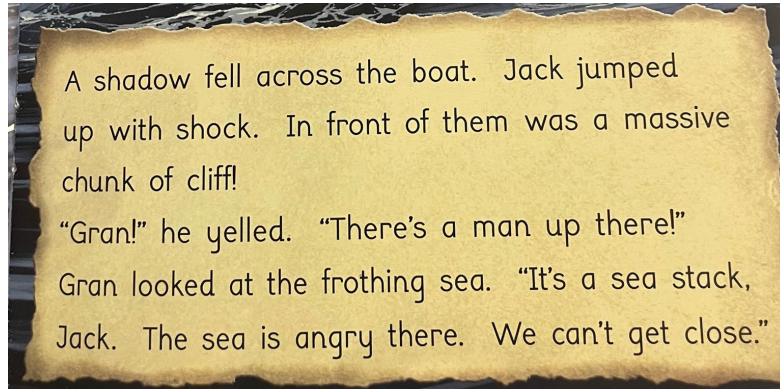 A shadow fell across the boat. Jack jumped
up with shock. In front of them was a massive
chunk of cliff!
“Gran!” he yelled. “There’s a man up there!”
Gran looked at the frothing sea. “It’s a sea stack,
Jack. The sea is angry there. We can’t get close.”